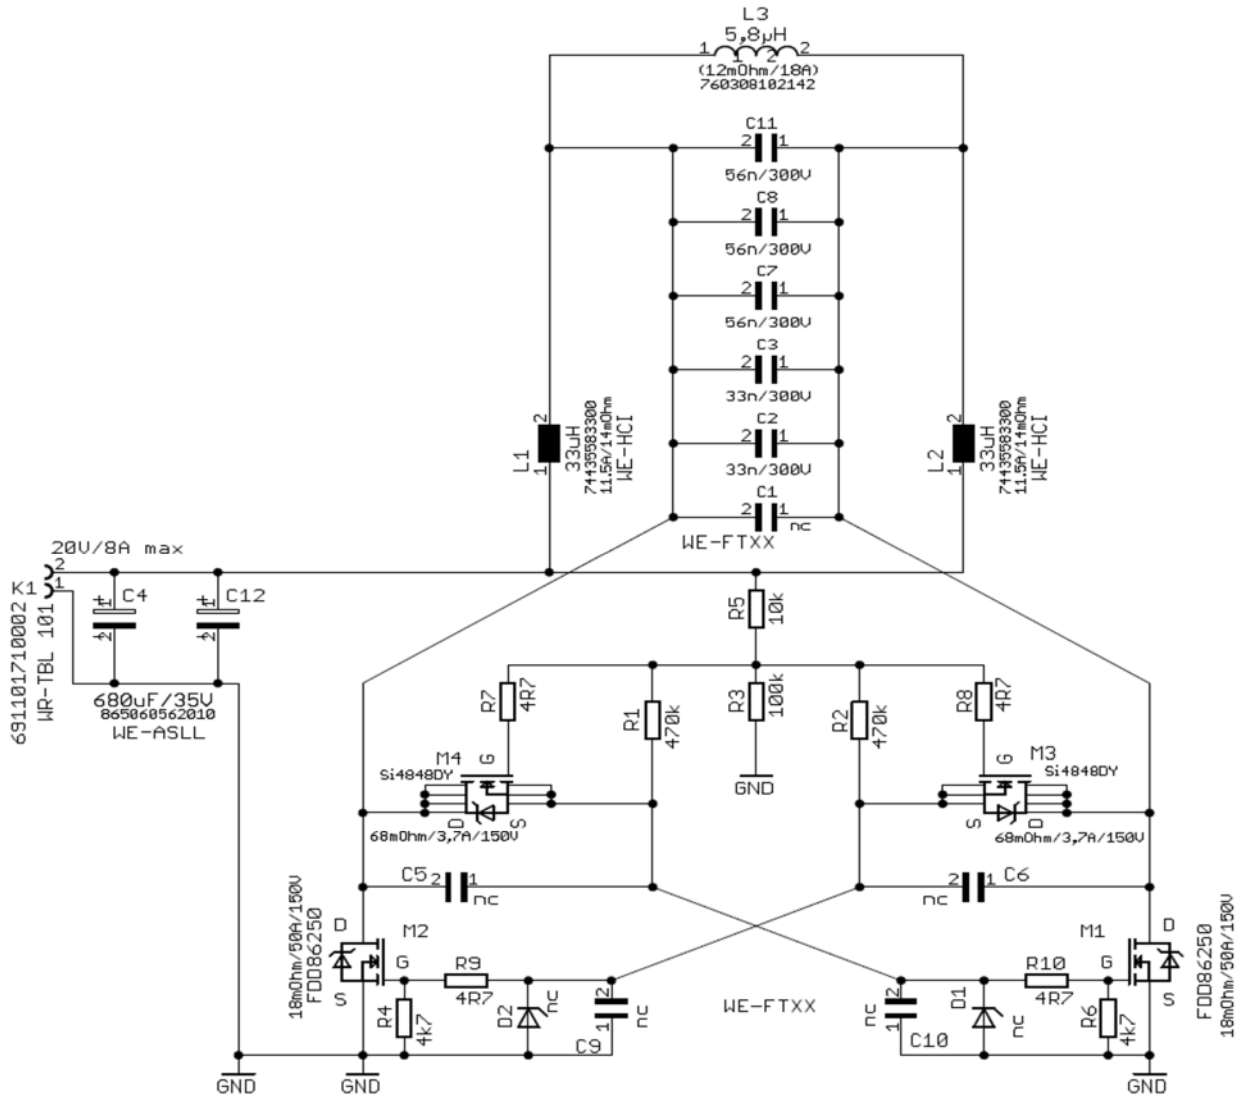 L3
5,8µH
1 1 2 2
(12mOhm/18A)
760308102142
C11
2 1
56n/300V
C8
2 1
56n/300V
C7
2 1
56n/300V
C3
2 1
33n/300V
C2
2 1
33n/300V
C1
2 1
nc
WE-FTXX
L1
1 2
33uH
74435583300
11.5A/14mOhm
WE-HCI
L2
1 2
33uH
74435583300
11.5A/14mOhm
WE-HCI
20V/8A max
2
K1
1
691101710002
WR-TBL 101
C4
+ 1
2
C12
+ 1
2
680uF/35V
865060562010
WE-ASLL
R5
10k
R7
4R7
R1
470k
R3
100k
R2
470k
R8
4R7
GND
M4
G
Si4848DY
D
S
68mOhm/3,7A/150V
M3
G
Si4848DY
S
D
68mOhm/3,7A/150V
C5
2 1
nc
C6
2 1
nc
18mOhm/50A/150V
FDD86250
D
M2
G
S
R9
4R7
R4
4k7
D2
nc
2
1
nc
C9
WE-FTXX
2
1
nc
C10
D1
nc
R10
4R7
R6
4k7
M1
G
D
S
FDD86250
18mOhm/50A/150V
GND
GND
GND